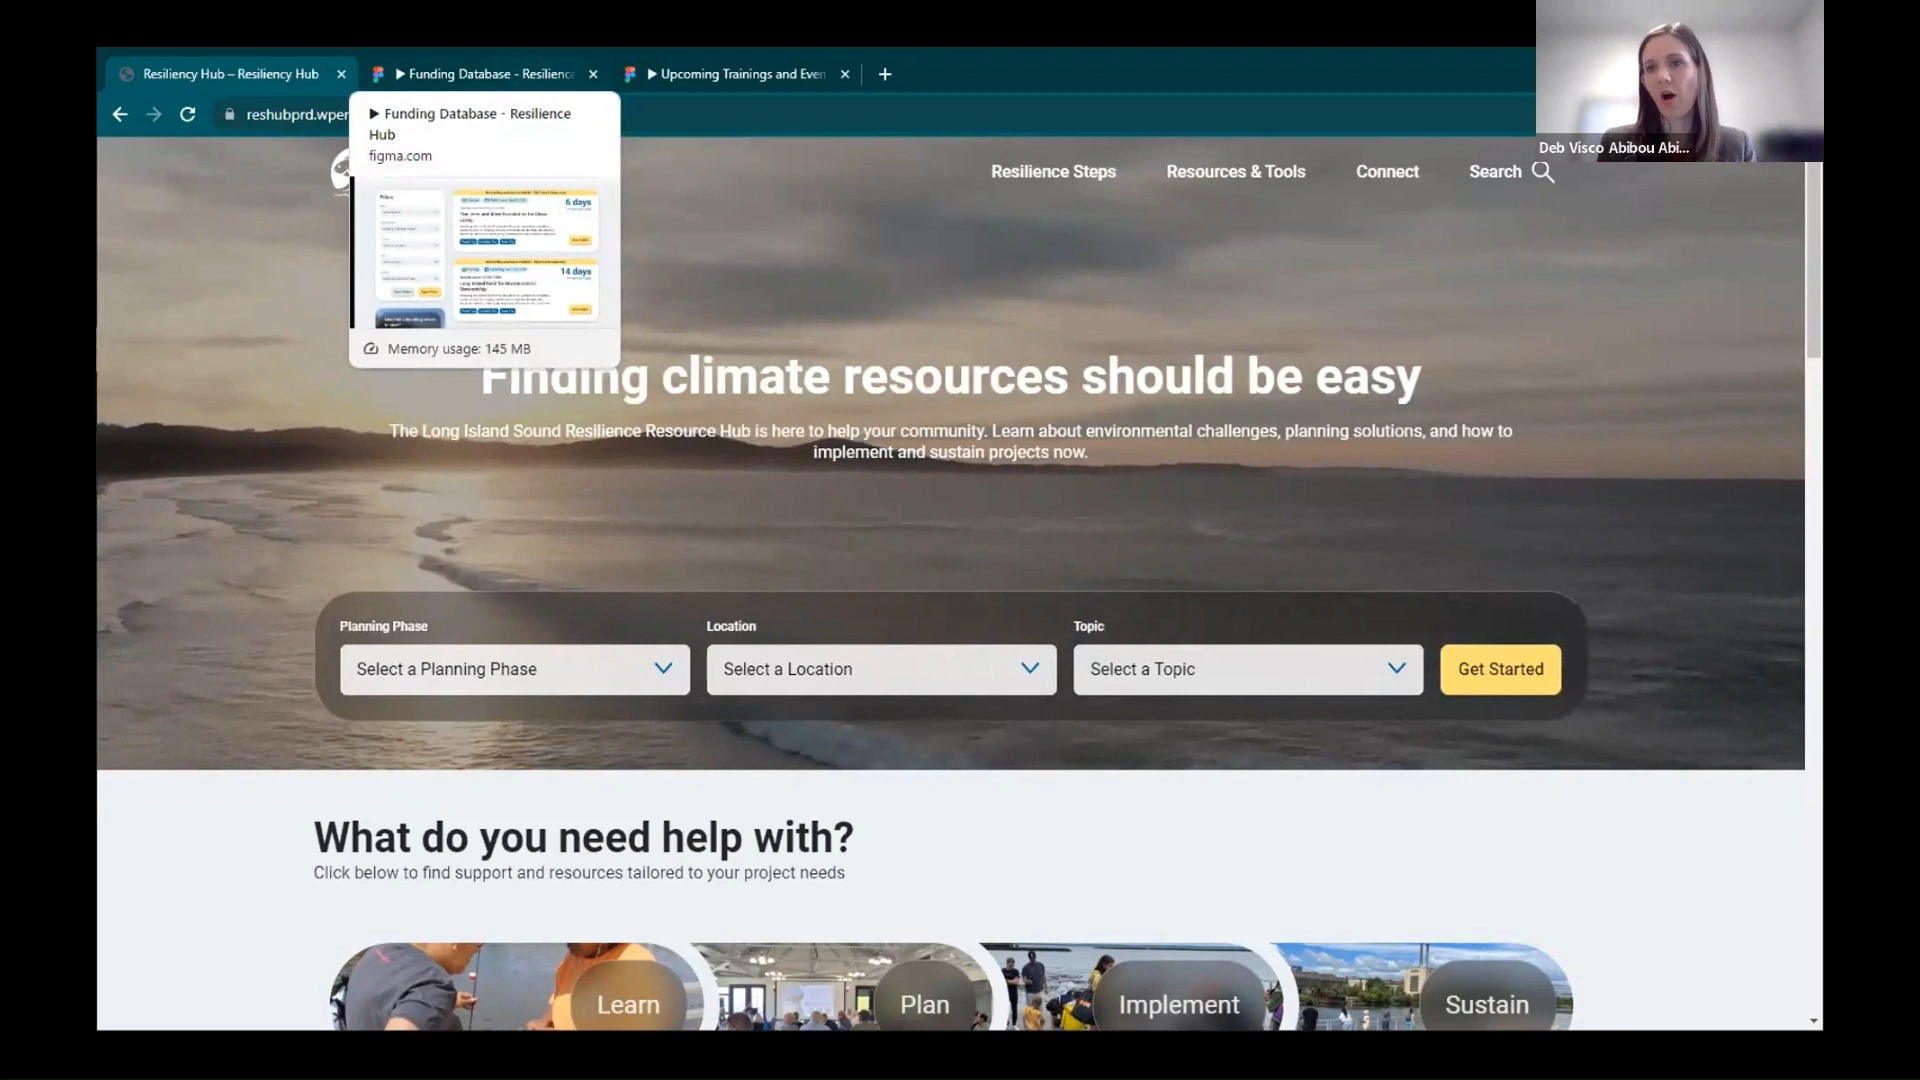 Resiliency Hub – Resiliency Hub
▶ Funding Database - Resilience
▶ Upcoming Trainings and Even
reshubprd.wper
Deb Visco Abibou Abi...
▶ Funding Database - Resilience
Hub
figma.com
6 days
14 days
Memory usage: 145 MB
Resilience Steps
Resources & Tools
Connect
Search
Finding climate resources should be easy
The Long Island Sound Resilience Resource Hub is here to help your community. Learn about environmental challenges, planning solutions, and how to
implement and sustain projects now.
Planning Phase
Location
Topic
Select a Planning Phase
Select a Location
Select a Topic
Get Started
What do you need help with?
Click below to find support and resources tailored to your project needs
Learn
Plan
Implement
Sustain